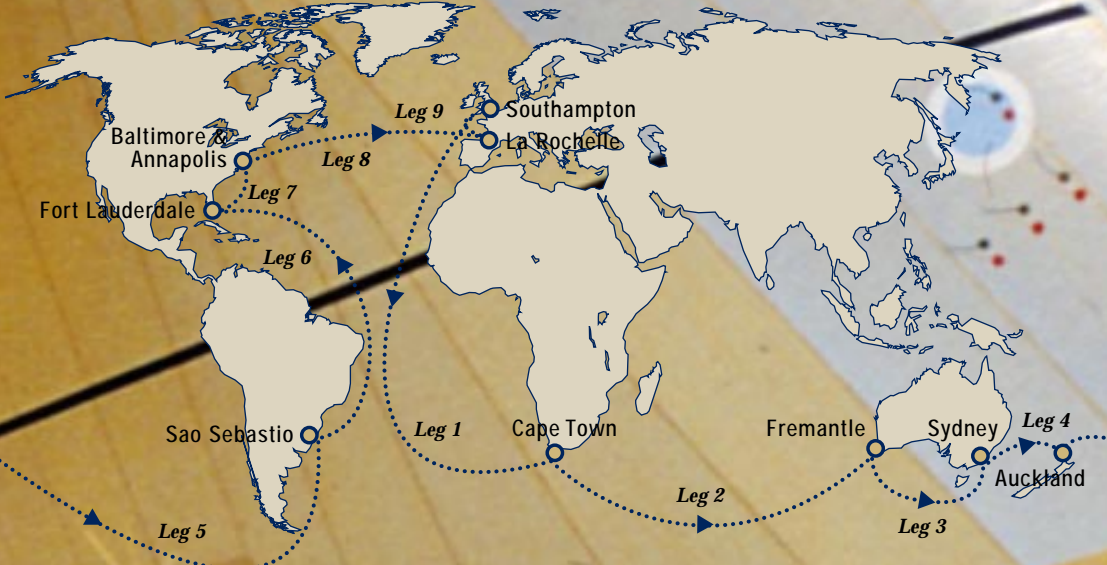 Leg 9
Southampton
Baltimore &
Annapolis
La Rochelle
Leg 8
Leg 7
Fort Lauderdale
Leg 6
Sao Sebastio
Leg 1
Cape Town
Fremantle
Sydney
Leg 4
Auckland
Leg 2
Leg 3
Leg 5